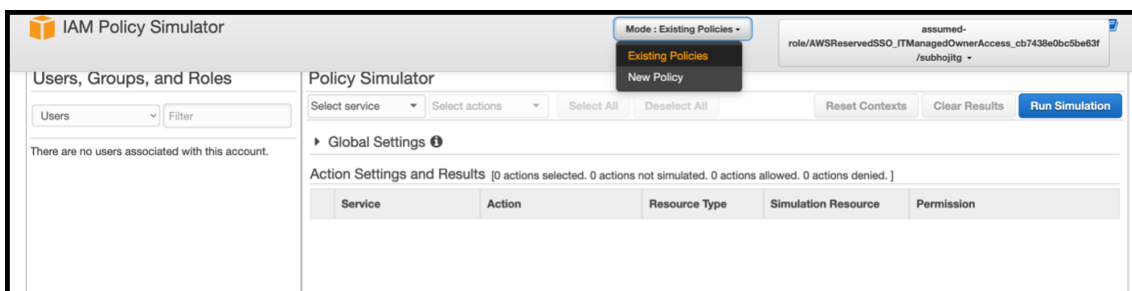 IAM Policy Simulator
Mode : Existing Policies
Existing Policies
New Policy
assumed-
role/AWSReservedSSO_ITManagedOwnerAccess_cb7438e0bc5be63f
/subhojitg
Users, Groups, and Roles
Users
Filter
There are no users associated with this account.
Policy Simulator
Select service
Select actions
Select All
Deselect All
Reset Contexts
Clear Results
Run Simulation
Global Settings
Action Settings and Results [0 actions selected. 0 actions not simulated. 0 actions allowed. 0 actions denied. ]
Service Action Resource Type Simulation Resource Permission